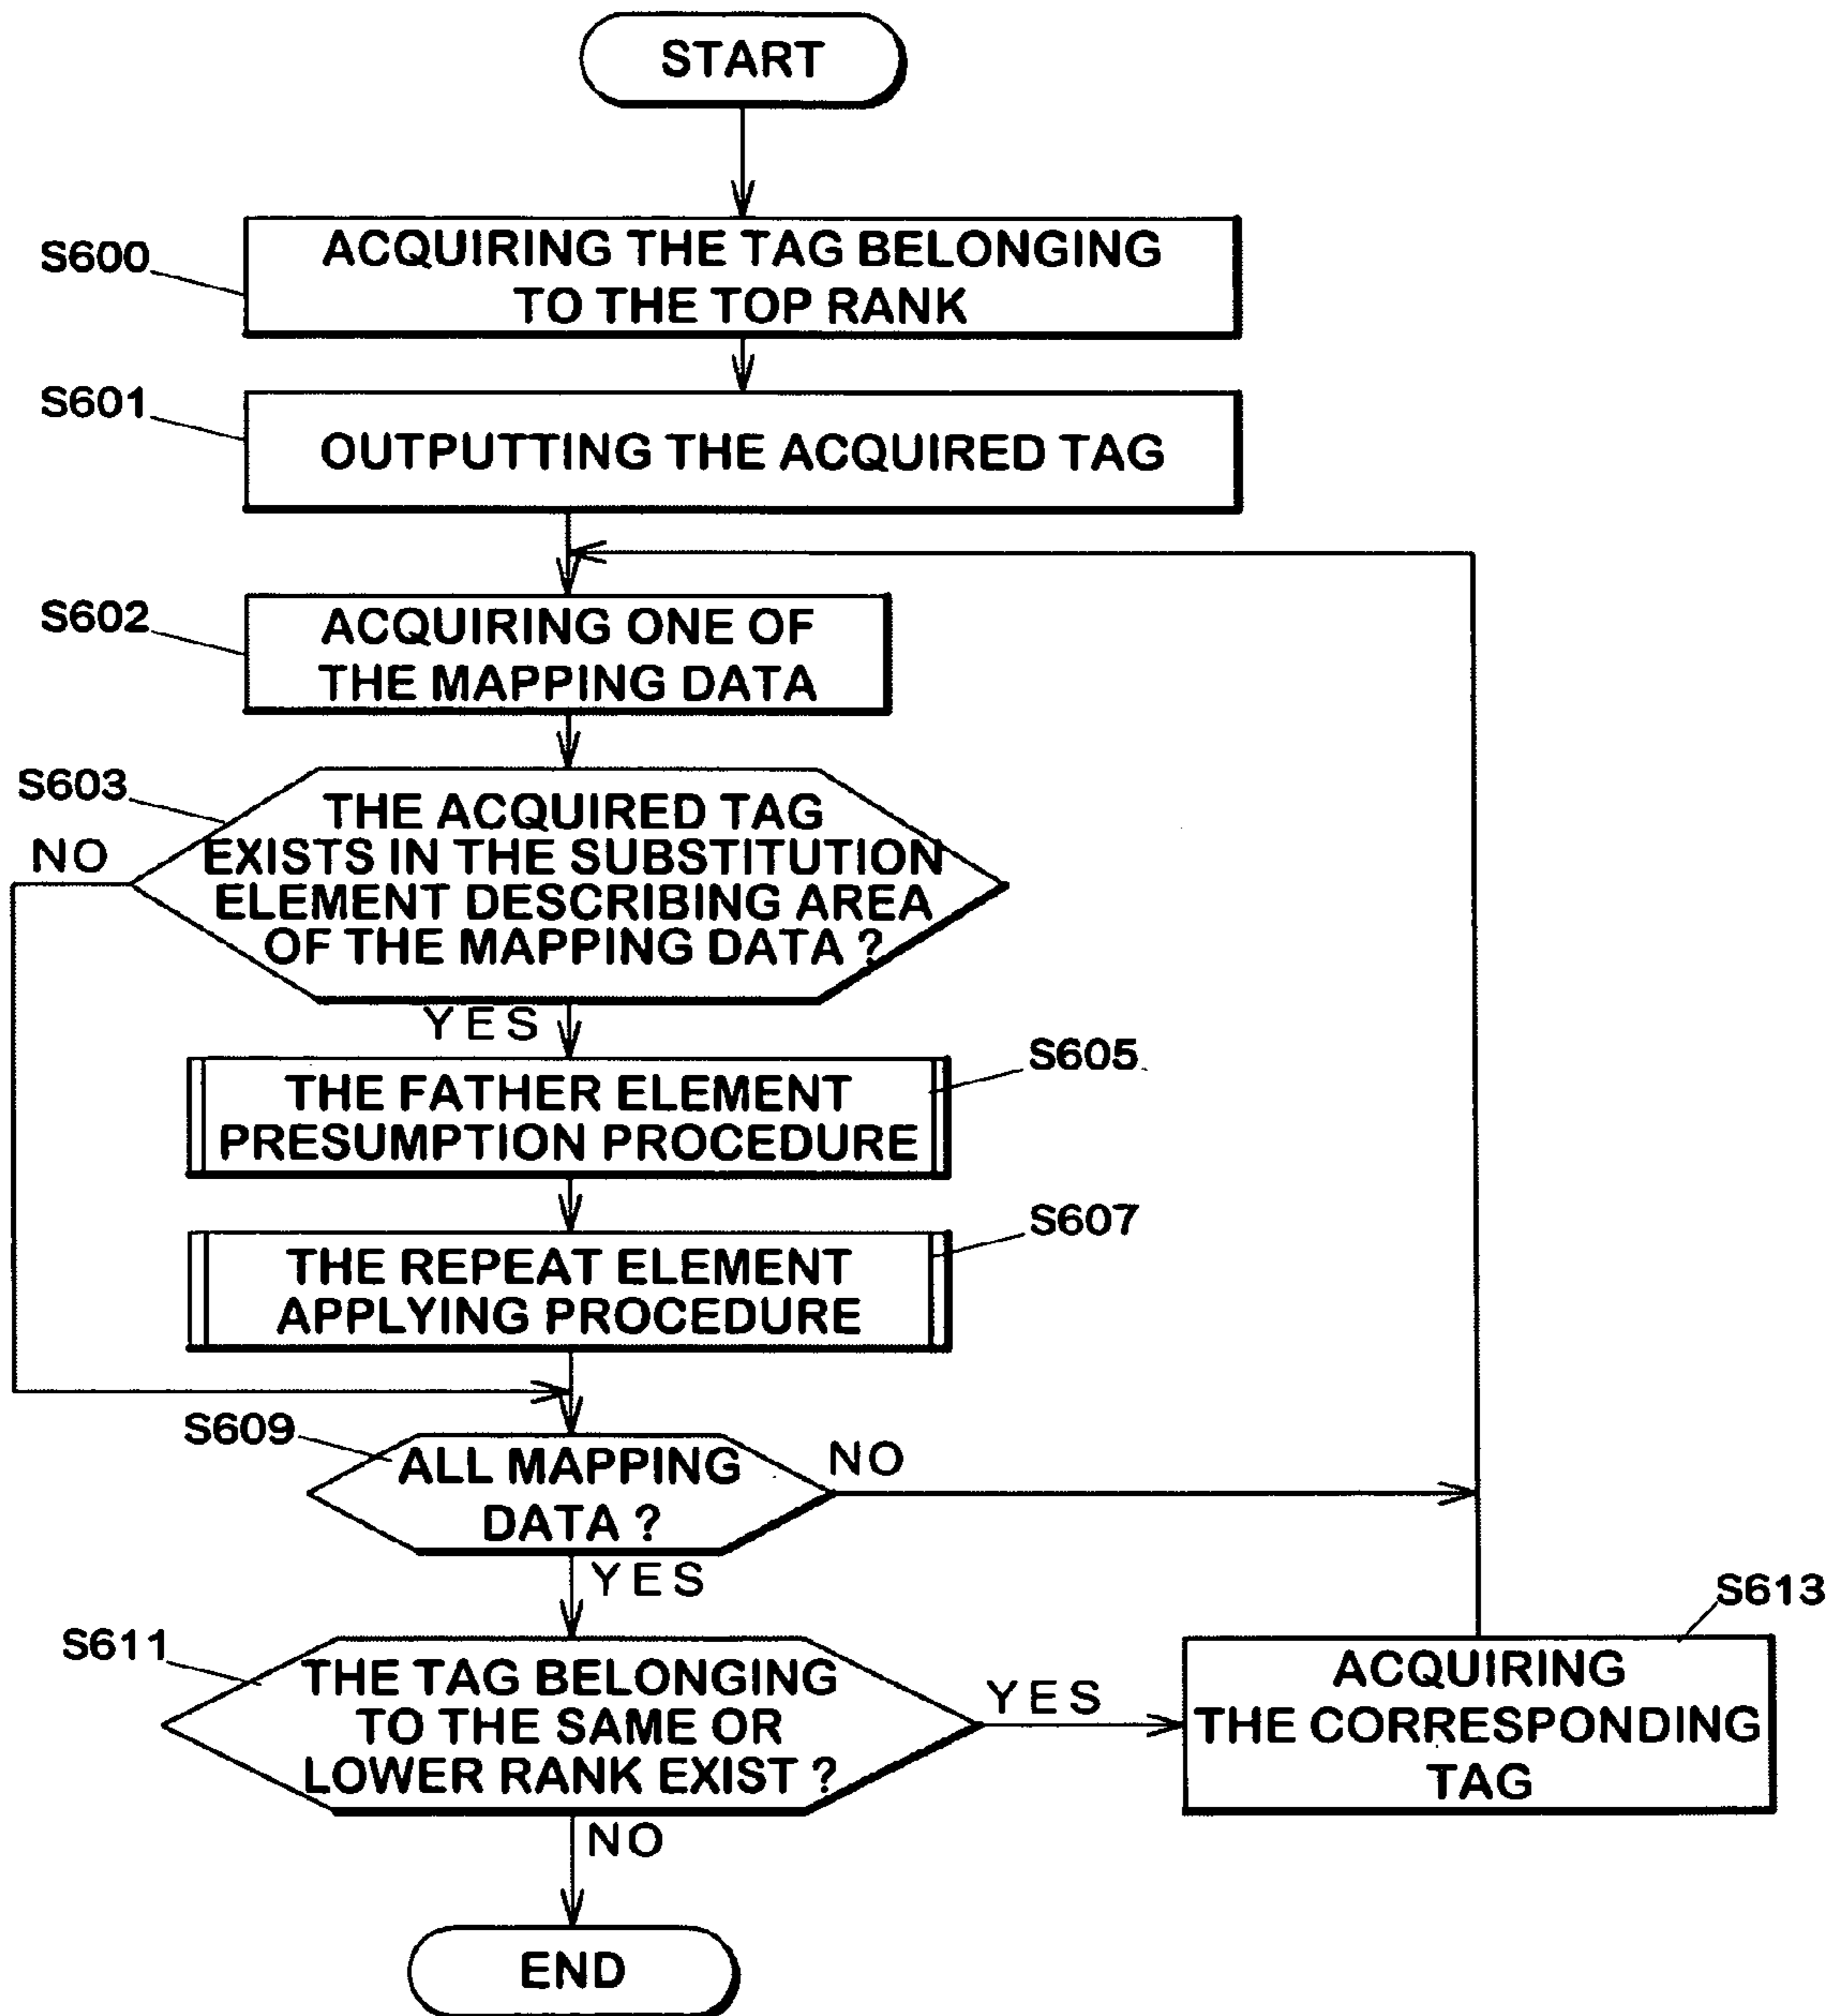 START
S600
ACQUIRING THE TAG BELONGING
TO THE TOP RANK
S601
OUTPUTTING THE ACQUIRED TAG
S602
ACQUIRING ONE OF
THE MAPPING DATA
S603
NO
THE ACQUIRED TAG
EXISTS IN THE SUBSTITUTION
ELEMENT DESCRIBING AREA
OF THE MAPPING DATA ?
YES
S605
THE FATHER ELEMENT
PRESUMPTION PROCEDURE
S607
THE REPEAT ELEMENT
APPLYING PROCEDURE
S609
ALL MAPPING
DATA ?
NO
YES
S611
THE TAG BELONGING
TO THE SAME OR
LOWER RANK EXIST ?
YES
S613
ACQUIRING
THE CORRESPONDING
TAG
NO
END